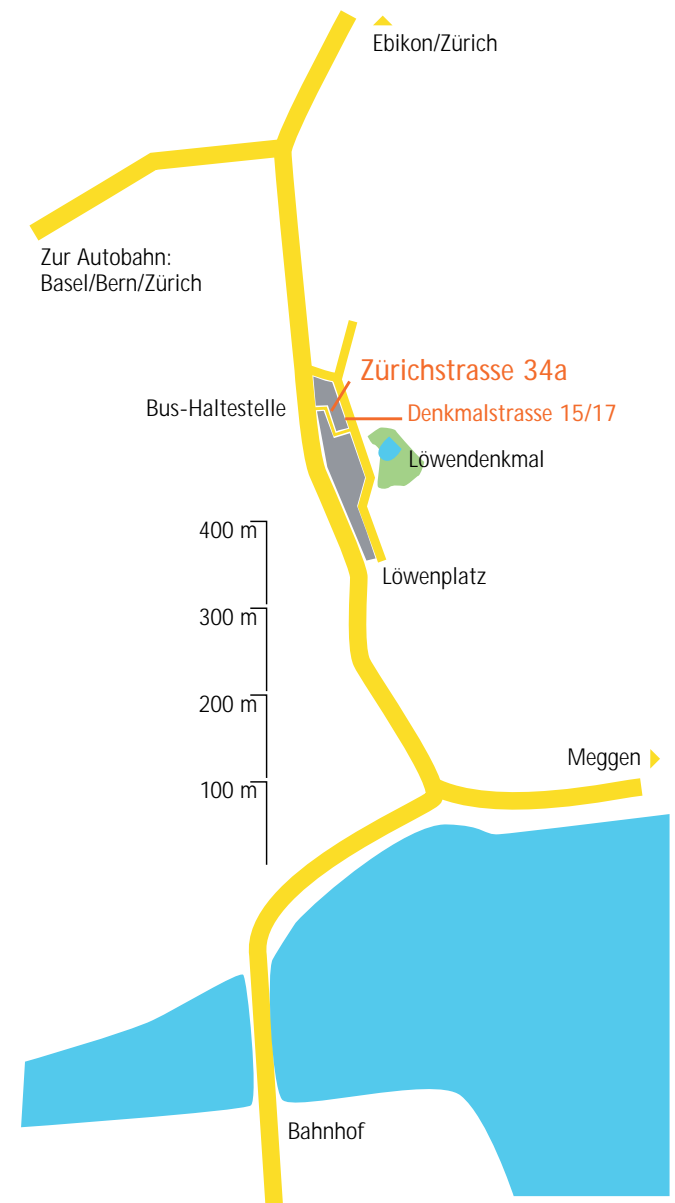 Ebikon/Zürich
Zur Autobahn:
Basel/Bern/Zürich
Zürichstrasse 34a
Bus-Haltestelle
Denkmalstrasse 15/17
Löwendenkmal
400 m
Löwenplatz
300 m
200 m
Meggen
100 m
Bahnhof